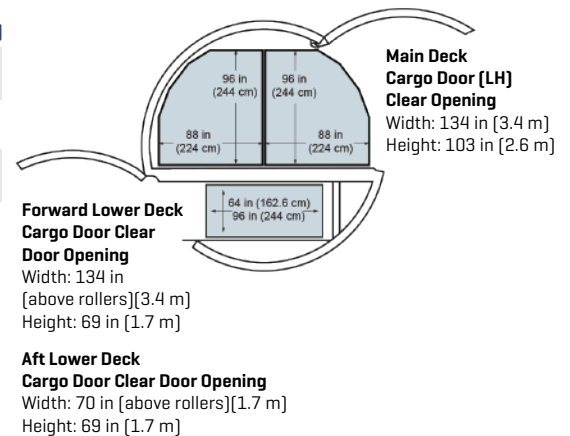 96 in
(244 cm)
96 in
(244 cm)
88 in
(224 cm)
88 in
(224 cm)
64 in (162.6 cm)
96 in (244 cm)
Main Deck
Cargo Door (LH)
Clear Opening
Width: 134 in [3.4 m]
Height: 103 in [2.6 m]
Forward Lower Deck
Cargo Door Clear
Door Opening
Width: 134 in
[above rollers][3.4 m]
Height: 69 in [1.7 m]
Aft Lower Deck
Cargo Door Clear Door Opening
Width: 70 in [above rollers][1.7 m]
Height: 69 in [1.7 m]